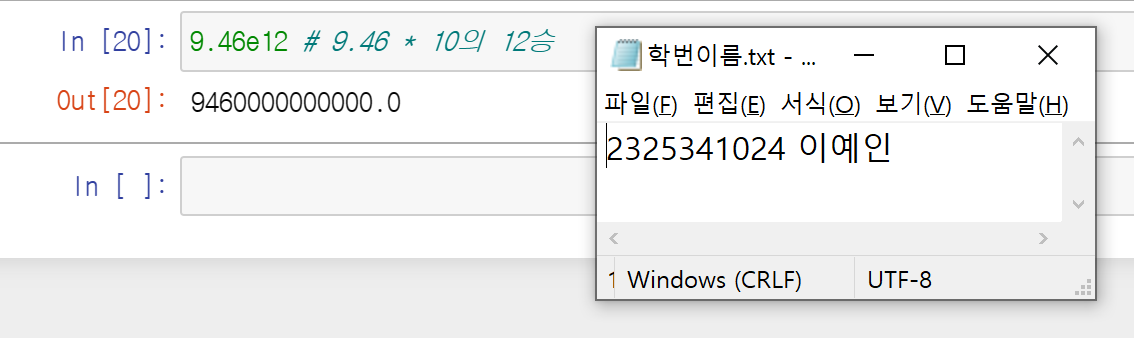 In [20]: 9.46e12 # 9.46 * 10의 12승
Out[20]: 9460000000000.0
In [ ]:
학번이름.txt - ...
파일(F) 편집(E) 서식(O) 보기(V) 도움말(H)
2325341024 이예인
1 Windows (CRLF) UTF-8